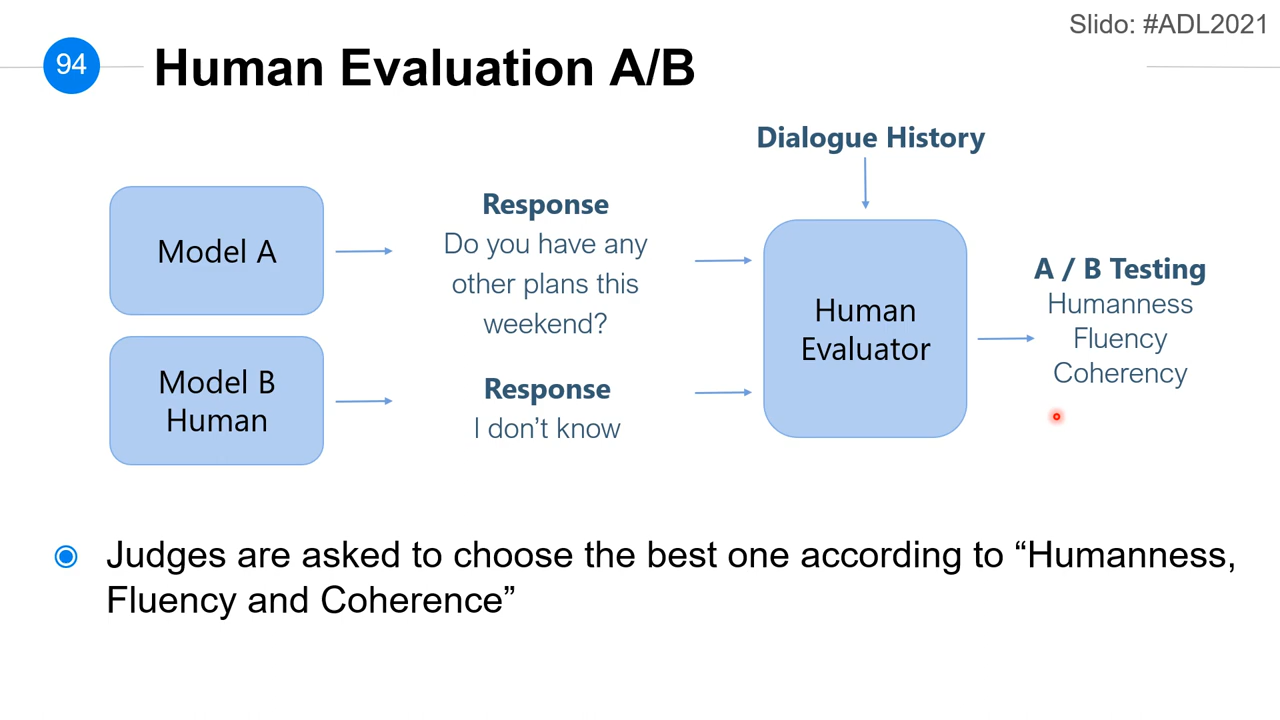 Slido: #ADL2021
94
Human Evaluation A/B
Dialogue History
Model A
Response
Do you have any
other plans this
weekend?
Model B
Human
Response
I don’t know
Human
Evaluator
A / B Testing
Humanness
Fluency
Coherency
Judges are asked to choose the best one according to “Humanness,
Fluency and Coherence”